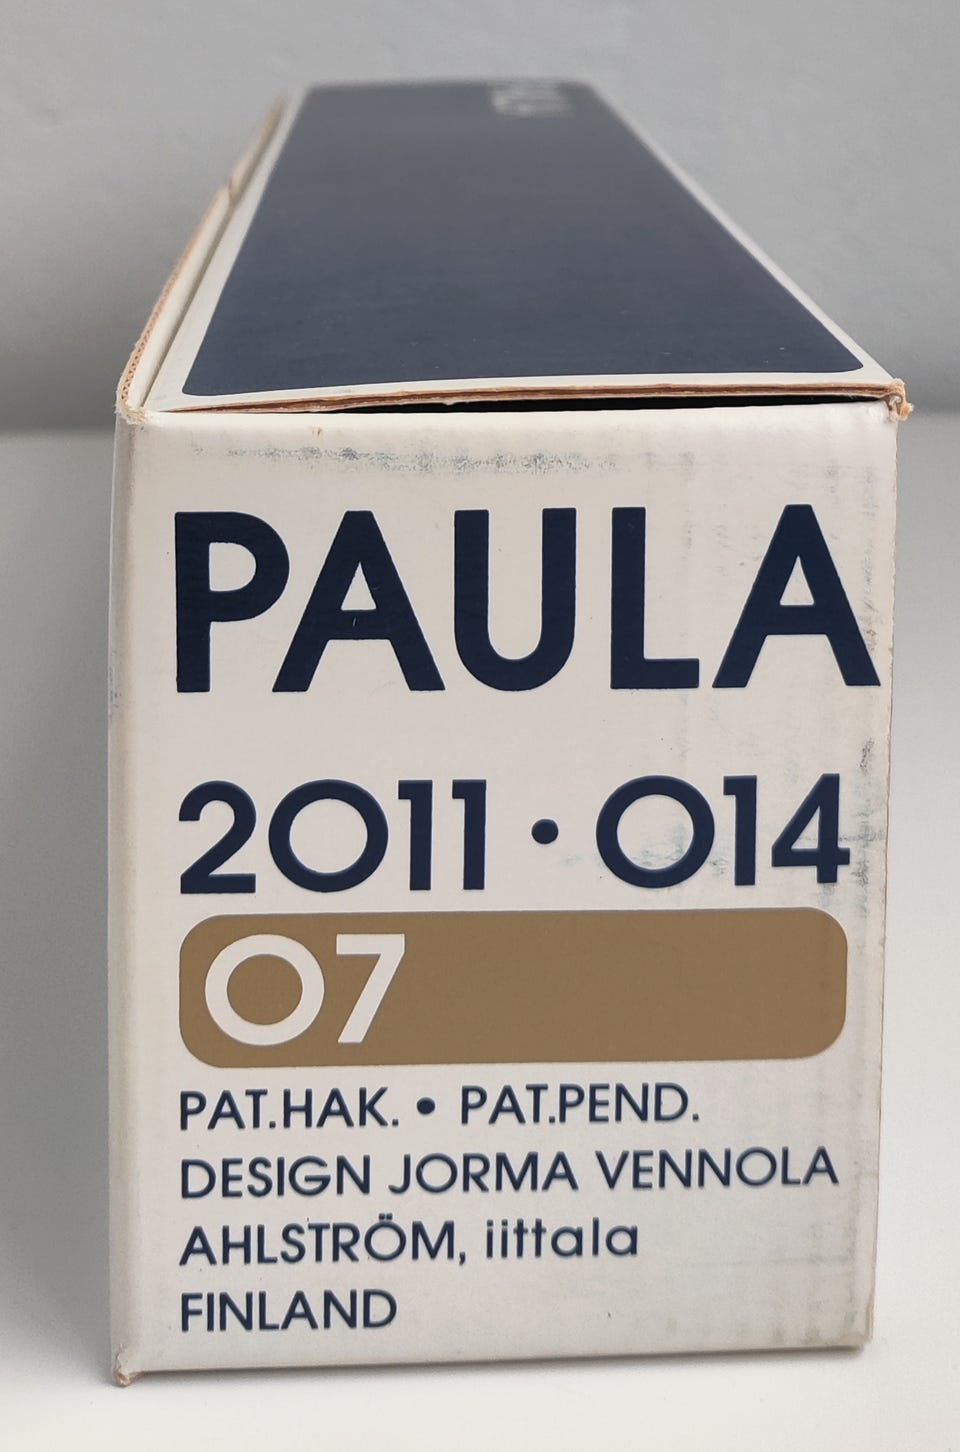 PAULA
2011 • 014
07
PAT.HAK. • PAT.PEND.
DESIGN JORMA VENNOLA
AHLSTRÖM, iittala
FINLAND